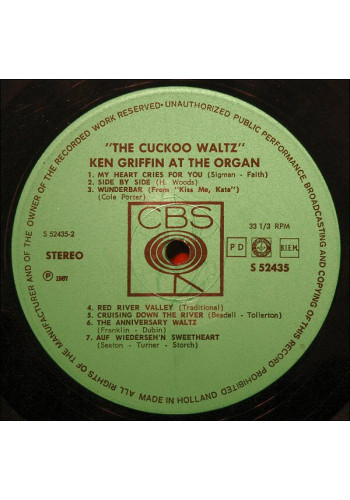 ALL RIGHTS OF THE MANUFACTURER AND OF THE OWNER OF THE RECORDED WORK RESERVED·UNAUTHORIZED PUBLIC PERFORMANCE BROADCASTING AND COPYING OF THIS RECORD PROHIBITED
MADE IN HOLLAND
"THE CUCKOO WALTZ"
KEN GRIFFIN AT THE ORGAN
1. MY HEART CRIES FOR YOU (Sigman - Faith)
2. SIDE BY SIDE (H. Woods)
3. WUNDERBAR (From "Kiss Me, Kate")
(Cole Porter)
CBS
S 52435-2
33 1/3 RPM
STEREO
P D
B.I.E.M.
℗ 1967
S 52435
4. RED RIVER VALLEY (Traditional)
5. CRUISING DOWN THE RIVER (Beadell - Tollerton)
6. THE ANNIVERSARY WALTZ
(Franklin - Dubin)
7. AUF WIEDERSEH'N SWEETHEART
(Sexton - Turner - Storch)